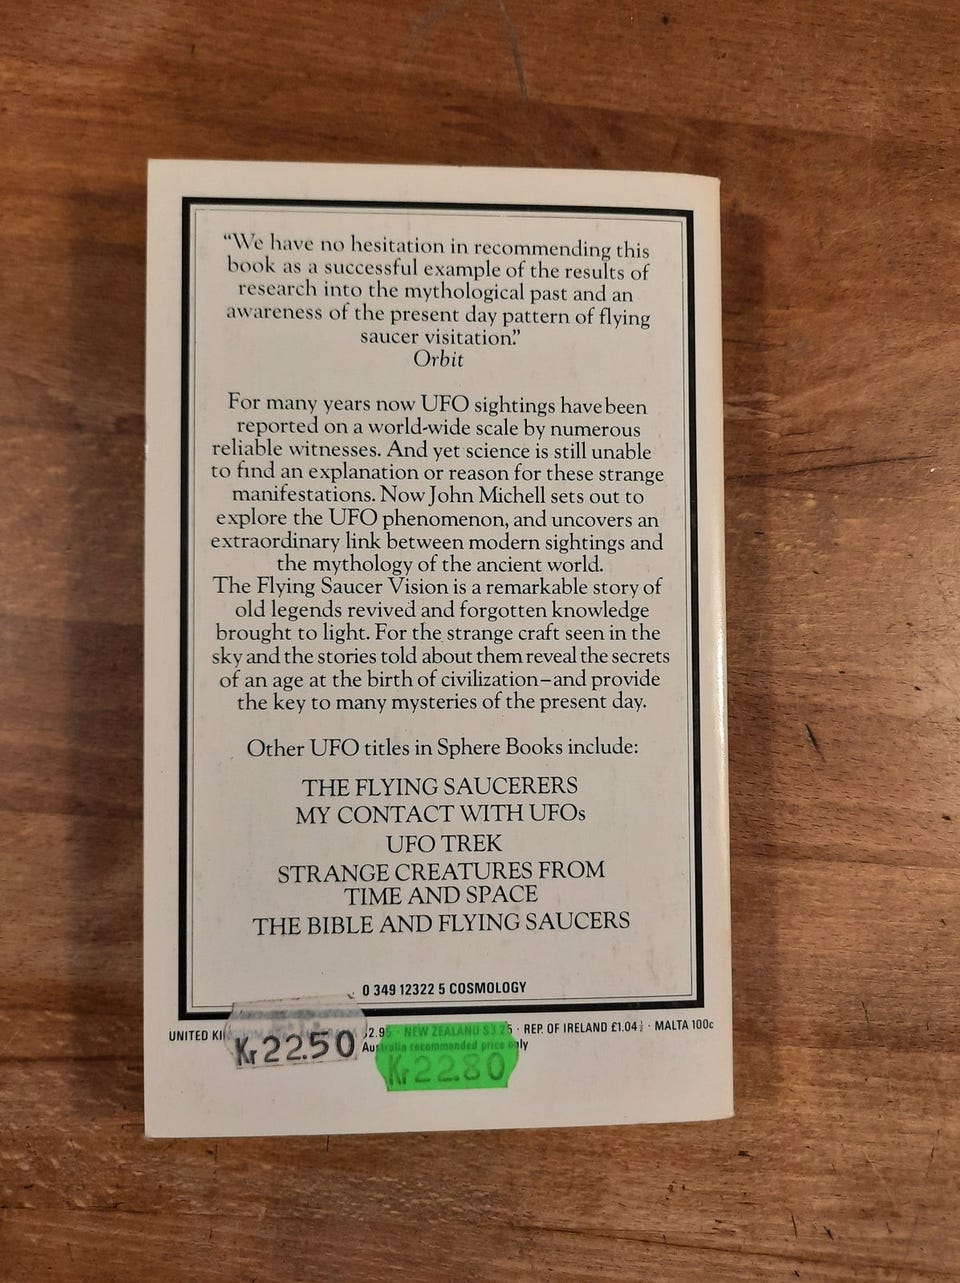 “We have no hesitation in recommending this
book as a successful example of the results of
research into the mythological past and an
awareness of the present day pattern of flying
saucer visitation.”
Orbit
For many years now UFO sightings have been
reported on a world-wide scale by numerous
reliable witnesses. And yet science is still unable
to find an explanation or reason for these strange
manifestations. Now John Michell sets out to
explore the UFO phenomenon, and uncovers an
extraordinary link between modern sightings and
the mythology of the ancient world.
The Flying Saucer Vision is a remarkable story of
old legends revived and forgotten knowledge
brought to light. For the strange craft seen in the
sky and the stories told about them reveal the secrets
of an age at the birth of civilization–and provide
the key to many mysteries of the present day.
Other UFO titles in Sphere Books include:
THE FLYING SAUCERERS
MY CONTACT WITH UFOs
UFO TREK
STRANGE CREATURES FROM
TIME AND SPACE
THE BIBLE AND FLYING SAUCERS
0 349 12322 5 COSMOLOGY
UNITED KINGDOM AUSTRALIA $2.95 · NEW ZEALAND $3.25 · REP. OF IRELAND £1.04½ · MALTA 100c
Australia recommended price only
Kr 22.50
Kr 22.80